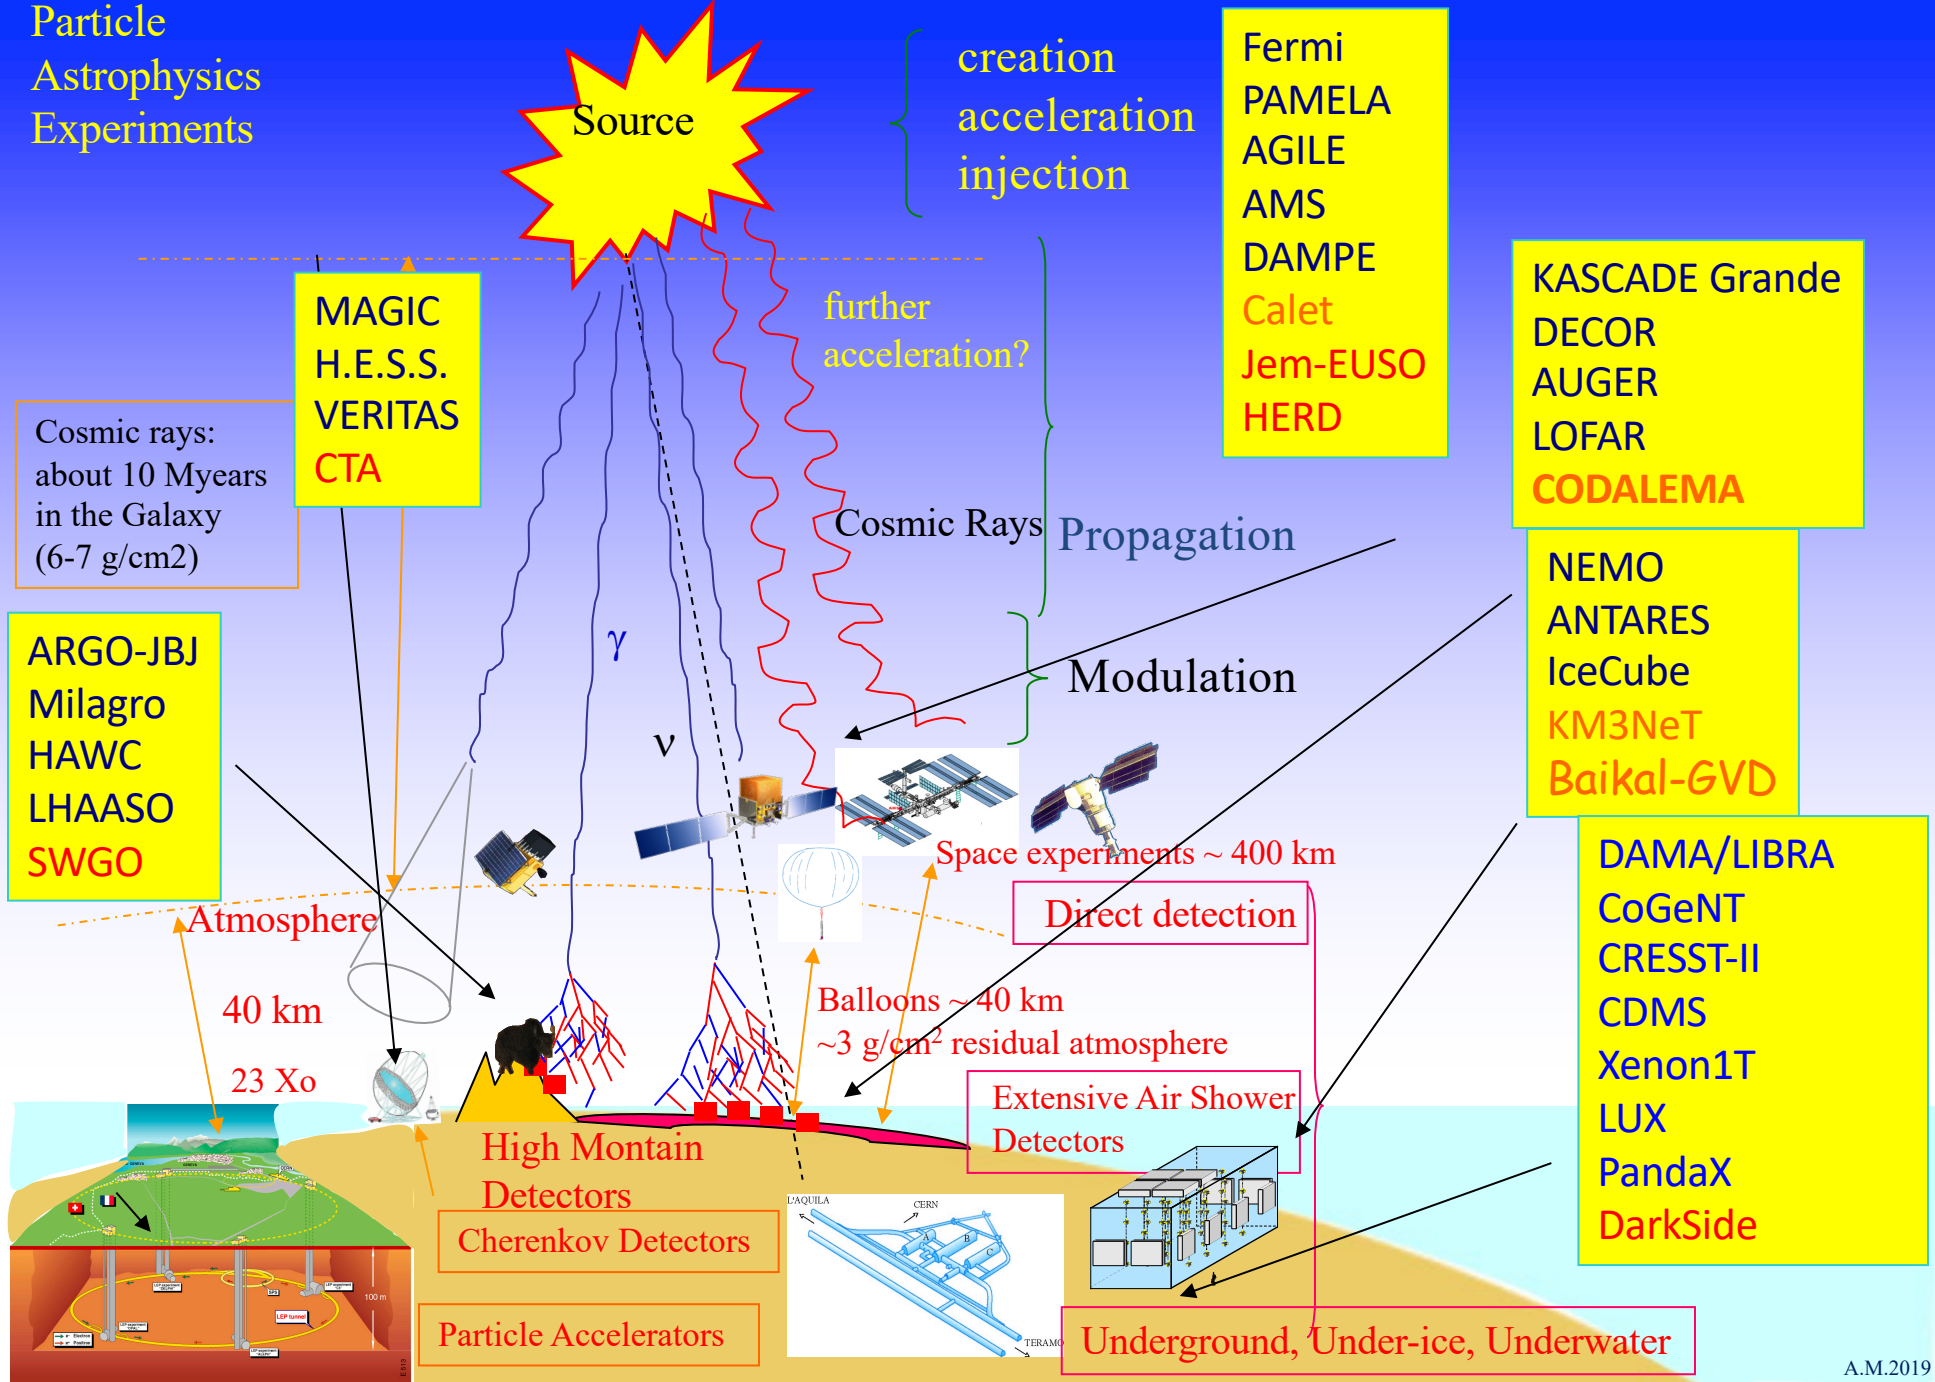 Particle
Astrophysics
Experiments
Source
creation
acceleration
injection
Fermi
PAMELA
AGILE
AMS
DAMPE
Calet
Jem-EUSO
HERD
MAGIC
H.E.S.S.
VERITAS
CTA
further
acceleration?
KASCADE Grande
DECOR
AUGER
LOFAR
CODALEMA
Cosmic rays:
about 10 Myears
in the Galaxy
(6-7 g/cm2)
Cosmic Rays
Propagation
NEMO
ANTARES
IceCube
KM3NeT
Baikal-GVD
ARGO-JBJ
Milagro
HAWC
LHAASO
SWGO
γ
ν
Modulation
Space experiments ~ 400 km
Direct detection
DAMA/LIBRA
CoGeNT
CRESST-II
CDMS
Xenon1T
LUX
PandaX
DarkSide
Atmosphere
40 km
23 Xo
Balloons ~ 40 km
~3 g/cm² residual atmosphere
Extensive Air Shower
Detectors
High Montain
Detectors
Cherenkov Detectors
Particle Accelerators
L'AQUILA
CERN
A
B
C
TERAMO
Underground, Under-ice, Underwater
100 m
LEP tunnel
A.M.2019